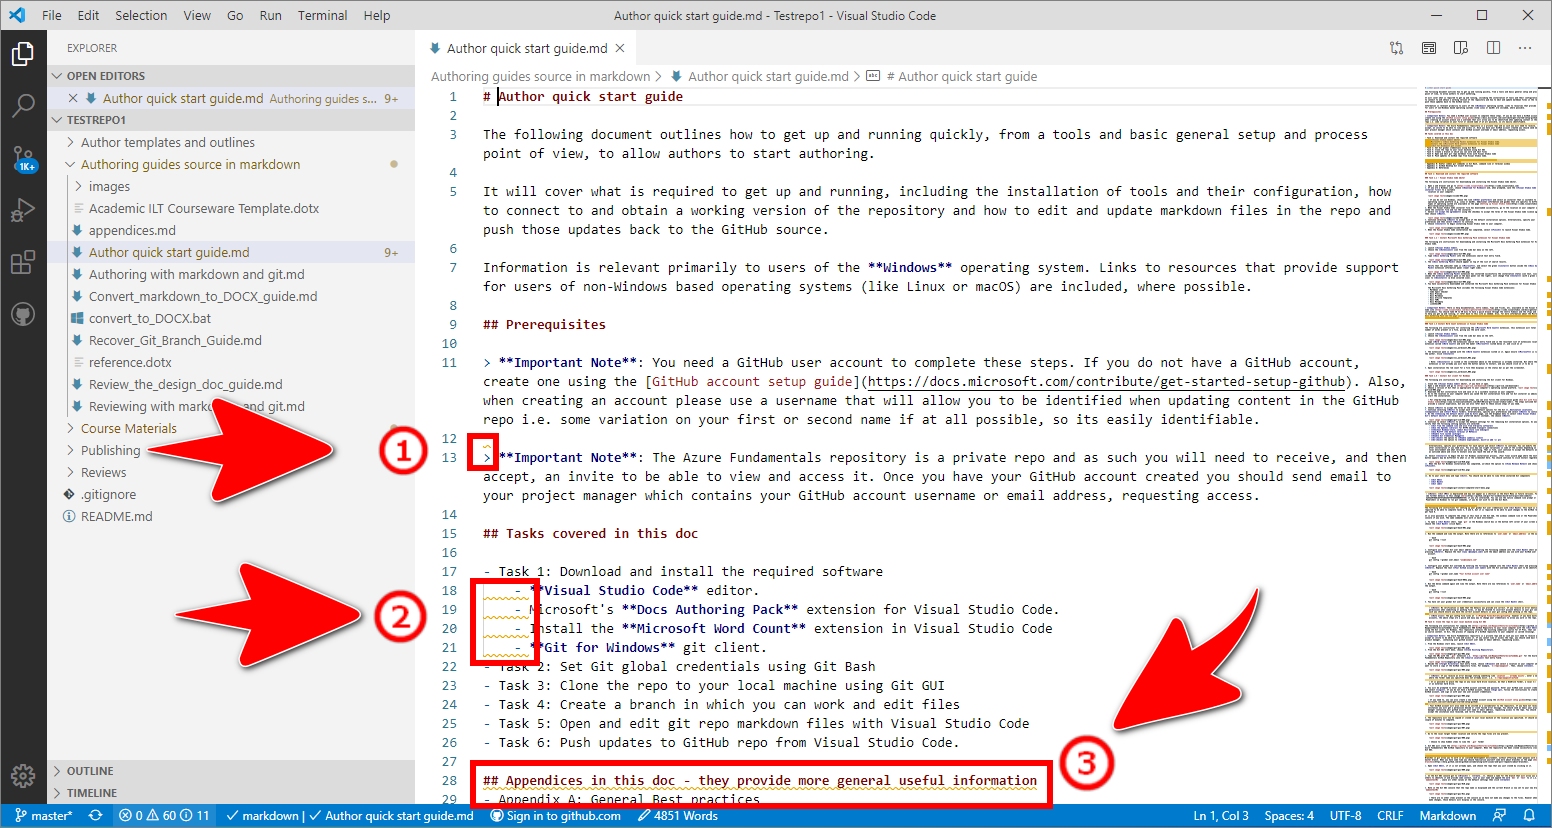 File Edit Selection View Go Run Terminal Help
Author quick start guide.md - Testrepo1 - Visual Studio Code
EXPLORER
OPEN EDITORS
Author quick start guide.md Authoring guides s... 9+
TESTREPO1
Author templates and outlines
Authoring guides source in markdown
images
Academic ILT Courseware Template.dotx
appendices.md
Author quick start guide.md 9+
Authoring with markdown and git.md
Convert_markdown_to_DOCX_guide.md
convert_to_DOCX.bat
Recover_Git_Branch_Guide.md
reference.dotx
Review_the_design_doc_guide.md
Reviewing with mark and git.md
Course Materials
Publishing
Reviews
.gitignore
README.md
OUTLINE
TIMELINE
1K+
Author quick start guide.md
Authoring guides source in markdown > Author quick start guide.md > abc # Author quick start guide
1 # Author quick start guide
2
3 The following document outlines how to get up and running quickly, from a tools and basic general setup and process
point of view, to allow authors to start authoring.
4
5 It will cover what is required to get up and running, including the installation of tools and their configuration, how
to connect to and obtain a working version of the repository and how to edit and update markdown files in the repo and
push those updates back to the GitHub source.
6
7 Information is relevant primarily to users of the **Windows** operating system. Links to resources that provide support
for users of non-Windows based operating systems (like Linux or macOS) are included, where possible.
8
9 ## Prerequisites
10
11 > **Important Note**: You need a GitHub user account to complete these steps. If you do not have a GitHub account,
create one using the [GitHub account setup guide](https://docs.microsoft.com/contribute/get-started-setup-github). Also,
when creating an account please use a username that will allow you to be identified when updating content in the GitHub
repo i.e. some variation on your first or second name if at all possible, so its easily identifiable.
12
13 > **Important Note**: The Azure Fundamentals repository is a private repo and as such you will need to receive, and then
accept, an invite to be able to view and access it. Once you have your GitHub account created you should send email to
your project manager which contains your GitHub account username or email address, requesting access.
14
15 ## Tasks covered in this doc
16
17 - Task 1: Download and install the required software
18 - **Visual Studio Code** editor.
19 - Microsoft's **Docs Authoring Pack** extension for Visual Studio Code.
20 - Install the **Microsoft Word Count** extension in Visual Studio Code
21 - **Git for Windows** git client.
22 - Task 2: Set Git global credentials using Git Bash
23 - Task 3: Clone the repo to your local machine using Git GUI
24 - Task 4: Create a branch in which you can work and edit files
25 - Task 5: Open and edit git repo markdown files with Visual Studio Code
26 - Task 6: Push updates to GitHub repo from Visual Studio Code.
27
28 ## Appendices in this doc - they provide more general useful information
29 - Appendix A: General Best practices
1
2
3
master* 0 60 11 markdown | Author quick start guide.md Sign in to github.com 4851 Words Ln 1, Col 3 Spaces: 4 UTF-8 CRLF Markdown